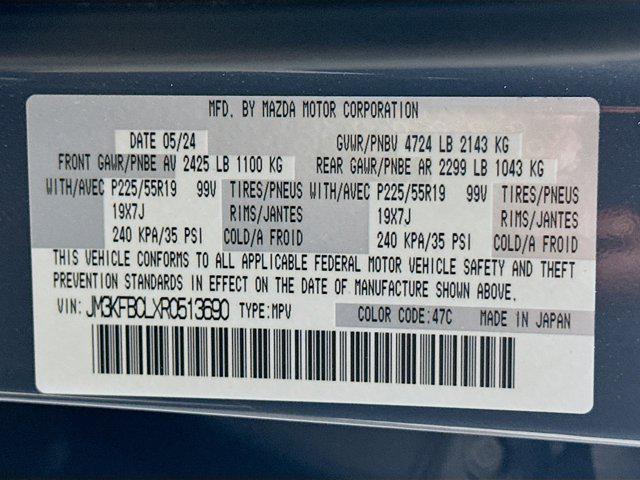 MFD. BY MAZDA MOTOR CORPORATION
DATE 05/24 GVWR/PNBV 4724 LB 2143 KG
FRONT GAWR/PNBE AV 2425 LB 1100 KG REAR GAWR/PNBE AR 2299 LB 1043 KG
WITH/AVEC P225/55R19 99V TIRES/PNEUS WITH/AVEC P225/55R19 99V TIRES/PNEUS
19X7J RIMS/JANTES 19X7J RIMS/JANTES
240 KPA/35 PSI COLD/A FROID 240 KPA/35 PSI COLD/A FROID
THIS VEHICLE CONFORMS TO ALL APPLICABLE FEDERAL MOTOR VEHICLE SAFETY AND THEFT
PREVENTION STANDARDS IN EFFECT ON THE DATE OF MANUFACTURE SHOWN ABOVE.
VIN: JM3KFBCLXR0513690 TYPE:MPV COLOR CODE:47C MADE IN JAPAN